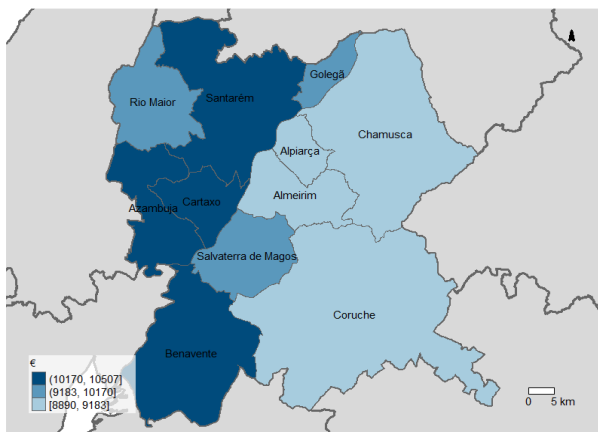 Golegã
Rio Maior
Santarém
Chamusca
Alpiarça
Almeirim
Azambuja
Cartaxo
Salvaterra de Magos
Coruche
Benavente
€
(10170, 10507]
(9183, 10170]
[8890, 9183]
0 5 km